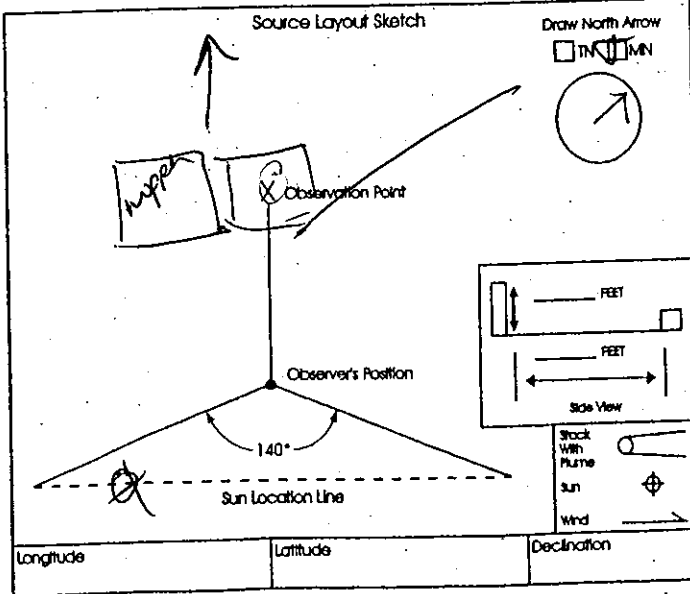 Source Layout Sketch
Draw North Arrow
TN MN
X Observation Point
FEET
FEET
Side View
Observer's Position
140°
Sun Location Line
Stack
With
Plume
Sun
Wind
Longitude
Latitude
Declination